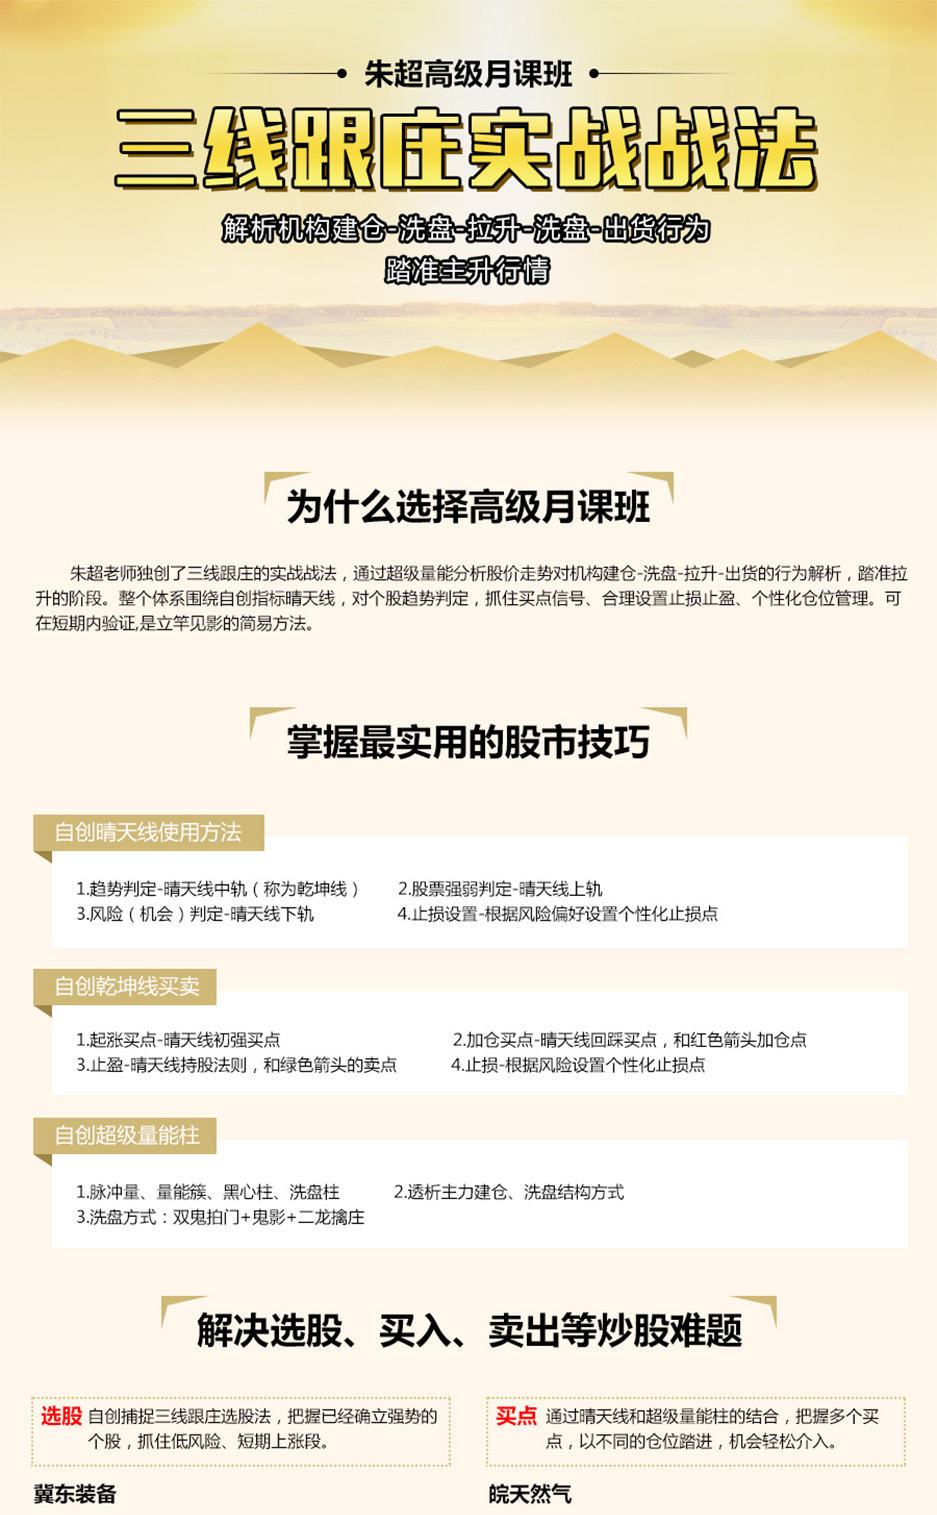 朱超高级月课班
三线跟庄实战战法
解析机构建仓-洗盘-拉升-洗盘-出货行为
踏准主升行情
为什么选择高级月课班
朱超老师独创了三线跟庄的实战战法，通过超级量能分析股价走势对机构建仓-洗盘-拉升-出货的行为解析，踏准拉
升的阶段。整个体系围绕自创指标晴天线，对个股趋势判定，抓住买点信号、合理设置止损止盈、个性化仓位管理。可
在短期内验证,是立竿见影的简易方法。
掌握最实用的股市技巧
自创晴天线使用方法
1.趋势判定-晴天线中轨（称为乾坤线） 2.股票强弱判定-晴天线上轨
3.风险（机会）判定-晴天线下轨 4.止损设置-根据风险偏好设置个性化止损点
自创乾坤线买卖
1.起涨买点-晴天线初强买点 2.加仓买点-晴天线回踩买点，和红色箭头加仓点
3.止盈-晴天线持股法则，和绿色箭头的卖点 4.止损-根据风险设置个性化止损点
自创超级量能柱
1.脉冲量、量能簇、黑心柱、洗盘柱 2.透析主力建仓、洗盘结构方式
3.洗盘方式：双鬼拍门+鬼影+二龙擒庄
解决选股、买入、卖出等炒股难题
选股 自创捕捉三线跟庄选股法，把握已经确立强势的
个股，抓住低风险、短期上涨段。
买点 通过晴天线和超级量能柱的结合，把握多个买
点，以不同的仓位踏进，机会轻松介入。
冀东装备
皖天然气